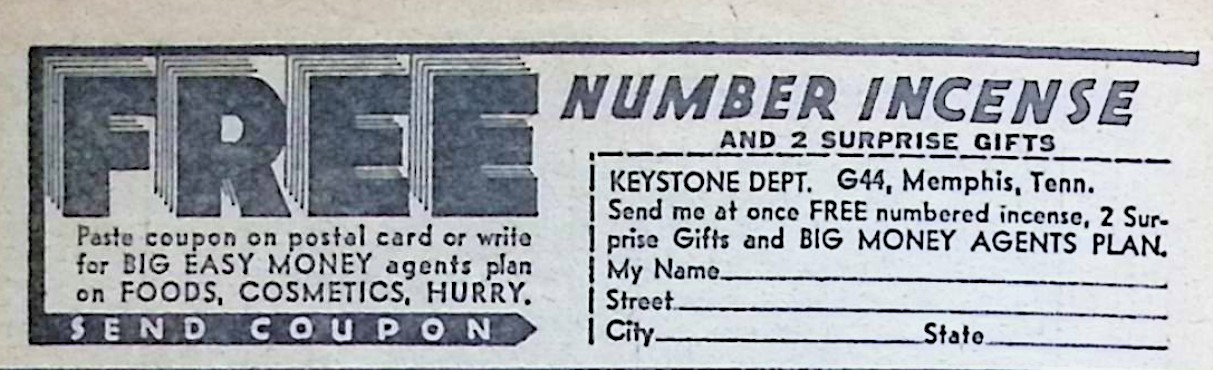 FREE
Paste coupon on postal card or write
for BIG EASY MONEY agents plan
on FOODS, COSMETICS, HURRY.
SEND COUPON
NUMBER INCENSE
AND 2 SURPRISE GIFTS
KEYSTONE DEPT. G44, Memphis, Tenn.
Send me at once FREE numbered incense, 2 Sur-
prise Gifts and BIG MONEY AGENTS PLAN.
My Name
Street
City State